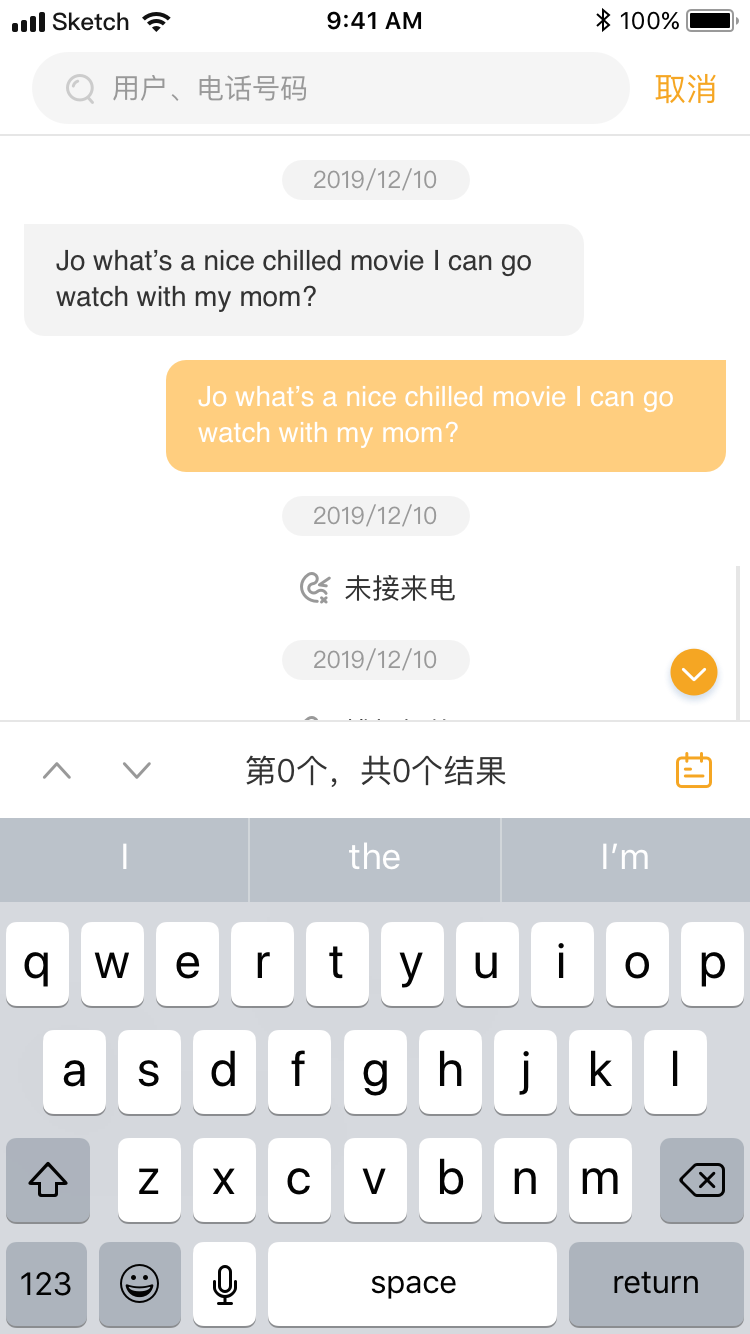 Sketch 9:41 AM 100%
用户、电话号码 取消
2019/12/10
Jo what’s a nice chilled movie I can go
watch with my mom?
Jo what’s a nice chilled movie I can go
watch with my mom?
2019/12/10
未接来电
2019/12/10
第0个，共0个结果
I the I’m
q w e r t y u i o p
a s d f g h j k l
z x c v b n m
123 space return